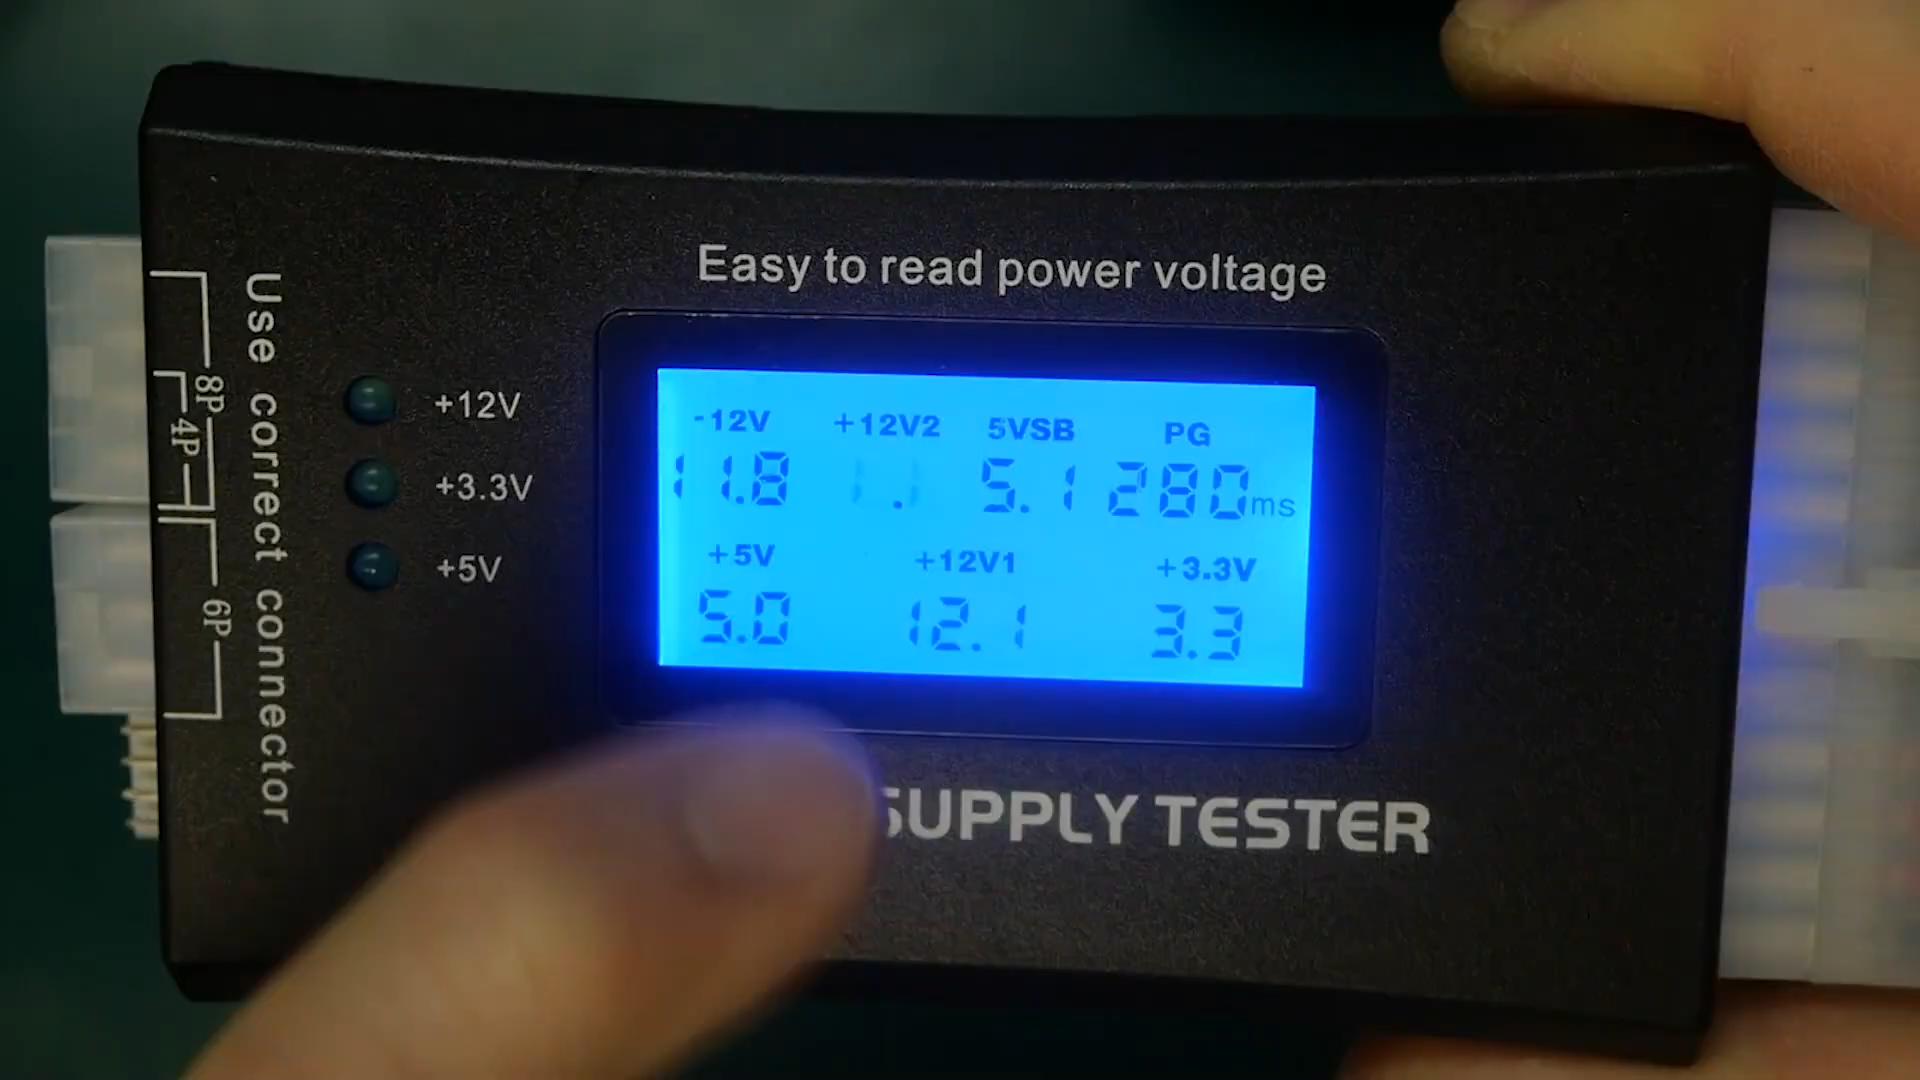 Easy to read power voltage
Use correct connector
8P
4P
6P
+12V
+3.3V
+5V
-12V +12V2 5VSB PG
11.8 5.1 280ms
+5V +12V1 +3.3V
5.0 12.1 3.3
SUPPLY TESTER